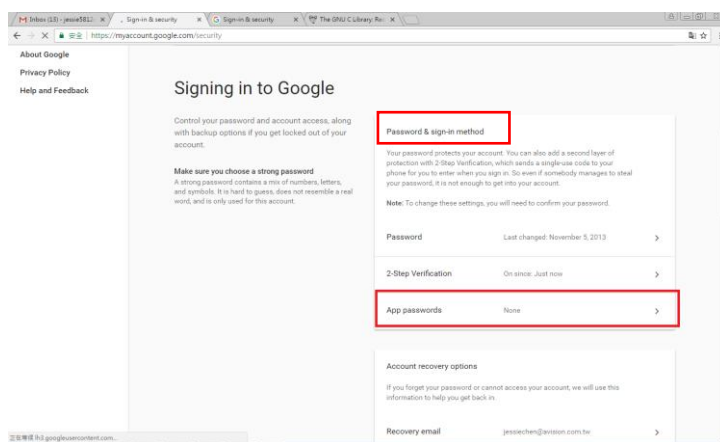 Inbox (13) - jessie5812
Sign-in & security
Sign-in & security
The GNU C Library: Re
安全 | https://myaccount.google.com/security
About Google
Privacy Policy
Help and Feedback
Signing in to Google
Control your password and account access, along
with backup options if you get locked out of your
account.
Make sure you choose a strong password
A strong password contains a mix of numbers, letters,
and symbols. It is hard to guess, does not resemble a real
word, and is only used for this account.
Password & sign-in method
Your password protects your account. You can also add a second layer of
protection with 2-Step Verification, which sends a single-use code to your
phone for you to enter when you sign in. So even if somebody manages to steal
your password, it is not enough to get into your account.
Note: To change these settings, you will need to confirm your password.
Password Last changed: November 5, 2013
2-Step Verification On since: Just now
App passwords None
Account recovery options
If you forget your password or cannot access your account, we will use this
information to help you get back in.
Recovery email jessiechen@avision.com.tw
lh3.googleusercontent.com...